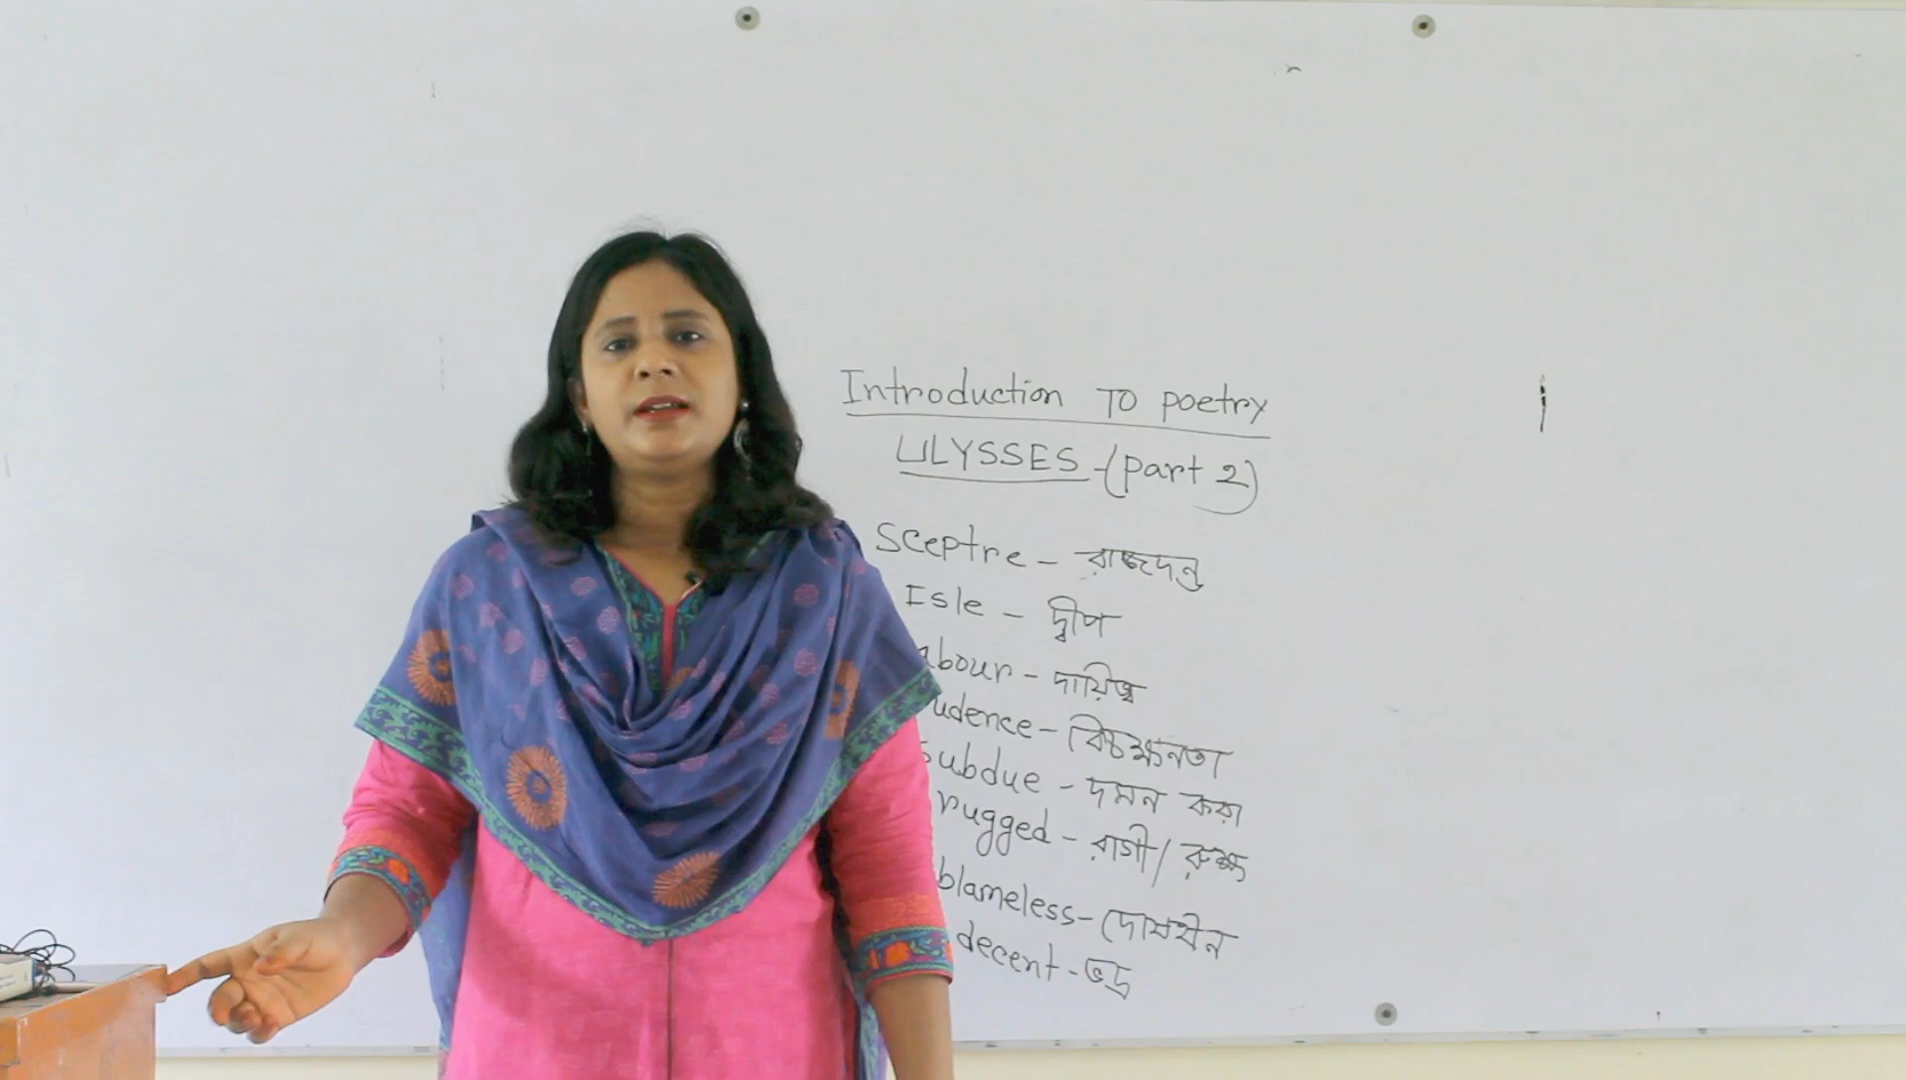 Introduction To poetry
ULYSSES - (part 2)
Sceptre - রাজদন্ড
Isle - দ্বীপ
abour - দায়িত্ব
udence - বিচক্ষনতা
subdue - দমন করা
rugged - রাগী / রুক্ষ
blameless - দোষহীন
decent - ভদ্র